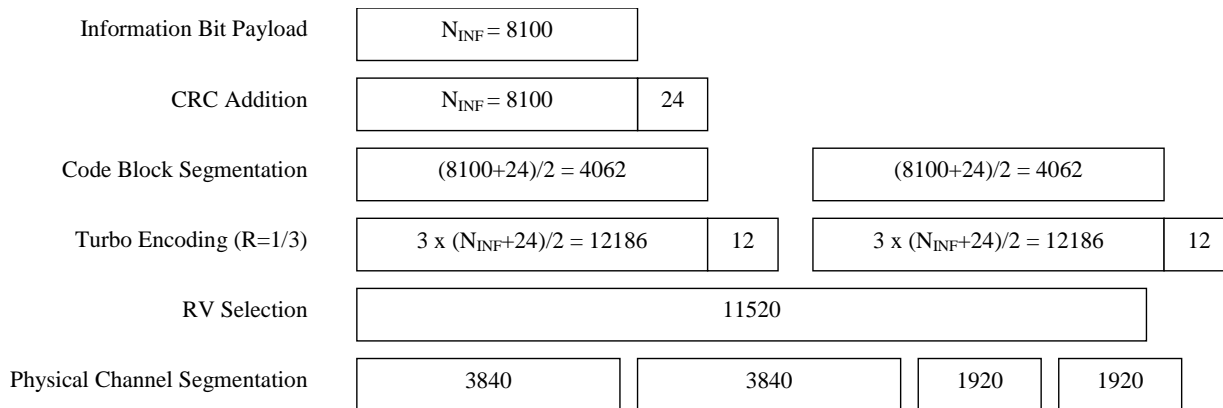 Information Bit Payload N_INF = 8100
CRC Addition N_INF = 8100 24
Code Block Segmentation (8100+24)/2 = 4062 (8100+24)/2 = 4062
Turbo Encoding (R=1/3) 3 x (N_INF+24)/2 = 12186 12 3 x (N_INF+24)/2 = 12186 12
RV Selection 11520
Physical Channel Segmentation 3840 3840 1920 1920